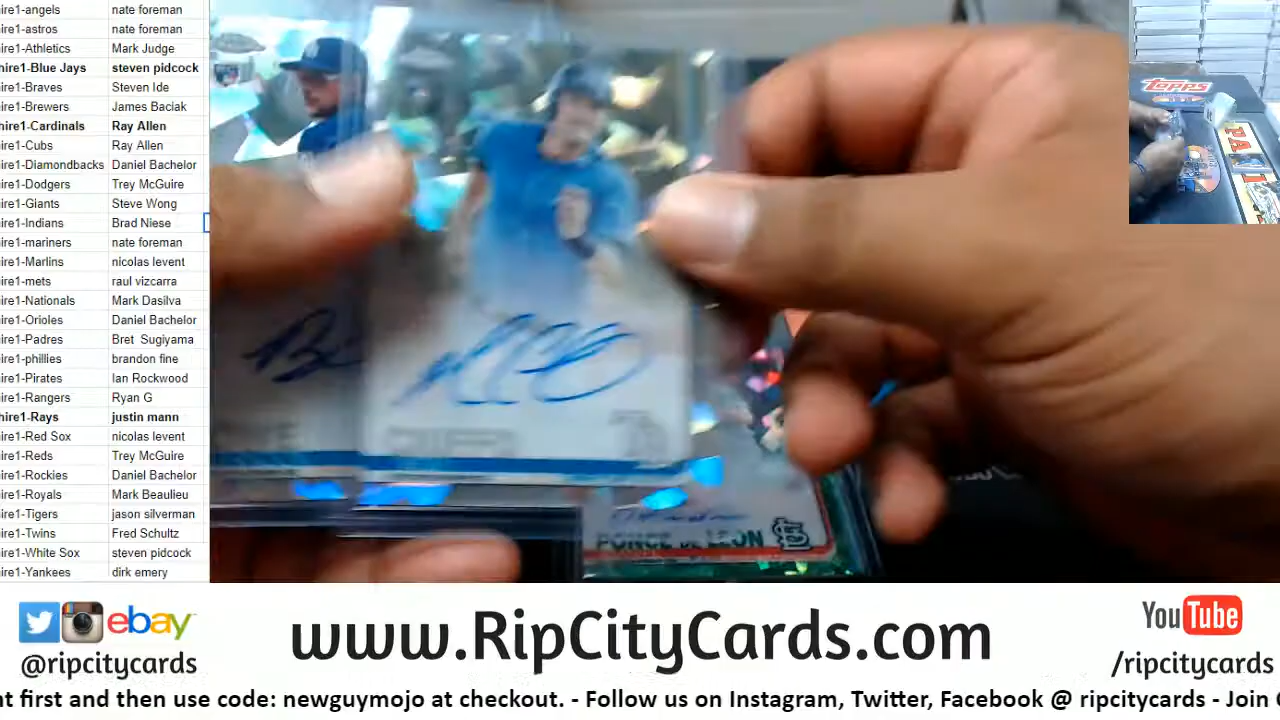 ire1-angels nate foreman
ire1-astros nate foreman
ire1-Athletics Mark Judge
hire1-Blue Jays steven pidcock
ire1-Braves Steven Ide
ire1-Brewers James Baciak
hire1-Cardinals Ray Allen
ire1-Cubs Ray Allen
ire1-Diamondbacks Daniel Bachelor
ire1-Dodgers Trey McGuire
ire1-Giants Steve Wong
ire1-Indians Brad Niese
ire1-mariners nate foreman
ire1-Marlins nicolas levent
ire1-mets raul vizcarra
ire1-Nationals Mark Dasilva
ire1-Orioles Daniel Bachelor
ire1-Padres Bret Sugiyama
ire1-phillies brandon fine
ire1-Pirates Ian Rockwood
ire1-Rangers Ryan G
hire1-Rays justin mann
ire1-Red Sox nicolas levent
ire1-Reds Trey McGuire
ire1-Rockies Daniel Bachelor
ire1-Royals Mark Beaulieu
ire1-Tigers jason silverman
ire1-Twins Fred Schultz
ire1-White Sox steven pidcock
ire1-Yankees dirk emery
Topps
PONCE DE LEON
ebay
@ripcitycards
www.RipCityCards.com
YouTube
/ripcitycards
nt first and then use code: newguymojo at checkout. - Follow us on Instagram, Twitter, Facebook @ ripcitycards - Join